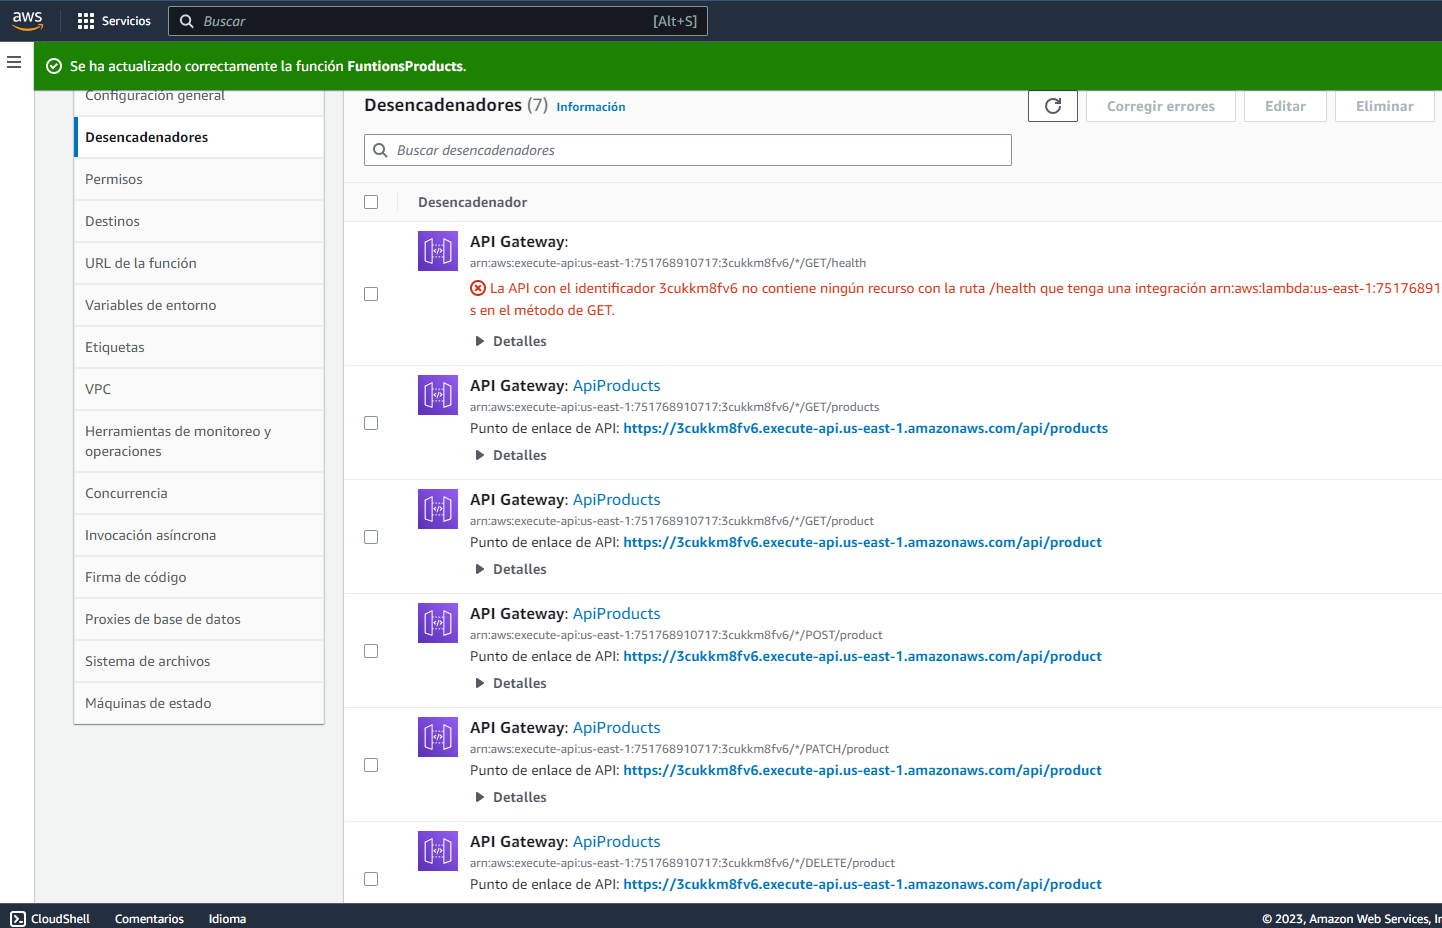 aws
Servicios
Buscar
[Alt+S]
Se ha actualizado correctamente la función FuntionsProducts.
Configuración general
Desencadenadores
Permisos
Destinos
URL de la función
Variables de entorno
Etiquetas
VPC
Herramientas de monitoreo y
operaciones
Concurrencia
Invocación asíncrona
Firma de código
Proxies de base de datos
Sistema de archivos
Máquinas de estado
Desencadenadores (7) Información
Corregir errores
Editar
Eliminar
Buscar desencadenadores
Desencadenador
API Gateway:
arn:aws:execute-api:us-east-1:751768910717:3cukkm8fv6/*/GET/health
La API con el identificador 3cukkm8fv6 no contiene ningún recurso con la ruta /health que tenga una integración arn:aws:lambda:us-east-1:75176891
s en el método de GET.
Detalles
API Gateway: ApiProducts
arn:aws:execute-api:us-east-1:751768910717:3cukkm8fv6/*/GET/products
Punto de enlace de API: https://3cukkm8fv6.execute-api.us-east-1.amazonaws.com/api/products
Detalles
API Gateway: ApiProducts
arn:aws:execute-api:us-east-1:751768910717:3cukkm8fv6/*/GET/product
Punto de enlace de API: https://3cukkm8fv6.execute-api.us-east-1.amazonaws.com/api/product
Detalles
API Gateway: ApiProducts
arn:aws:execute-api:us-east-1:751768910717:3cukkm8fv6/*/POST/product
Punto de enlace de API: https://3cukkm8fv6.execute-api.us-east-1.amazonaws.com/api/product
Detalles
API Gateway: ApiProducts
arn:aws:execute-api:us-east-1:751768910717:3cukkm8fv6/*/PATCH/product
Punto de enlace de API: https://3cukkm8fv6.execute-api.us-east-1.amazonaws.com/api/product
Detalles
API Gateway: ApiProducts
arn:aws:execute-api:us-east-1:751768910717:3cukkm8fv6/*/DELETE/product
Punto de enlace de API: https://3cukkm8fv6.execute-api.us-east-1.amazonaws.com/api/product
CloudShell
Comentarios
Idioma
© 2023, Amazon Web Services, In